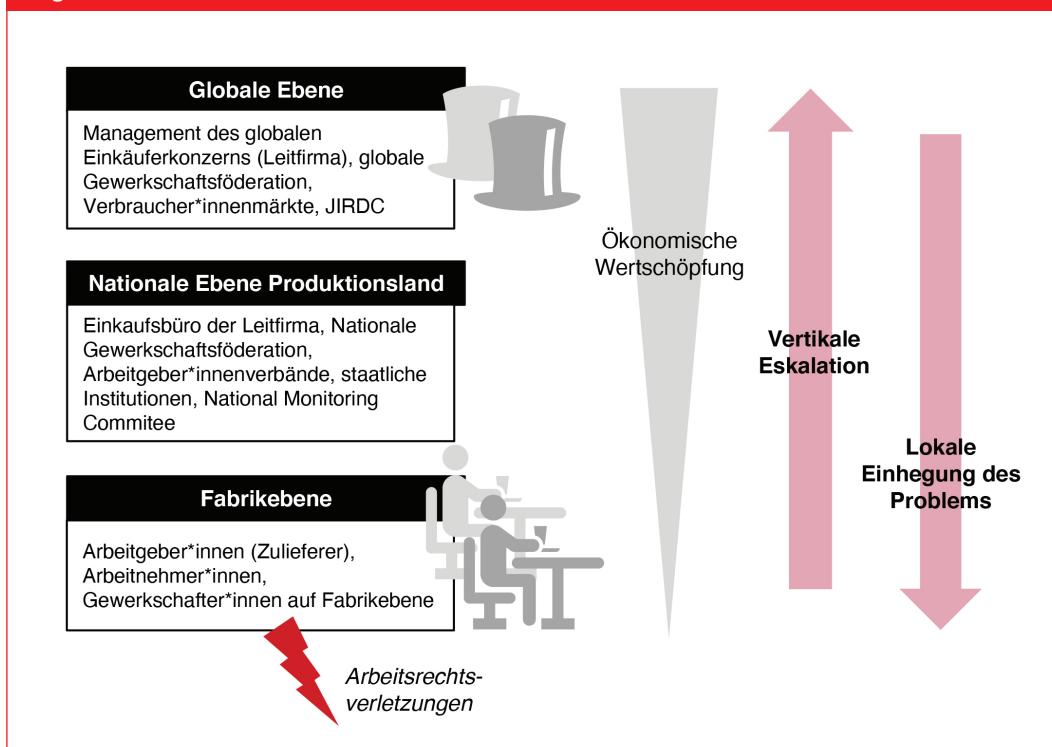 Globale Ebene
Management des globalen
Einkäuferkonzerns (Leitfirma), globale
Gewerkschaftsföderation,
Verbraucher*innenmärkte, JIRDC
Nationale Ebene Produktionsland
Einkaufsbüro der Leitfirma, Nationale
Gewerkschaftsföderation,
Arbeitgeber*innenverbände, staatliche
Institutionen, National Monitoring
Commitee
Fabrikebene
Arbeitgeber*innen (Zulieferer),
Arbeitnehmer*innen,
Gewerkschafter*innen auf Fabrikebene
Arbeitsrechts-
verletzungen
Ökonomische
Wertschöpfung
Vertikale
Eskalation
Lokale
Einhegung des
Problems